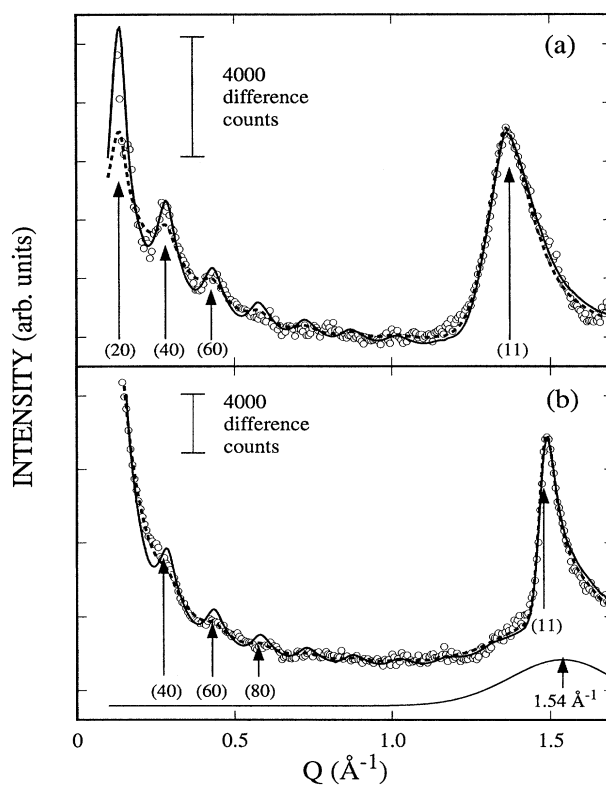 (a)
4000
difference
counts
(20) (40) (60) (11)
(b)
4000
difference
counts
(11)
(40) (60) (80) 1.54 Å⁻¹
0 0.5 1.0 1.5
Q (Å⁻¹)
INTENSITY (arb. units)